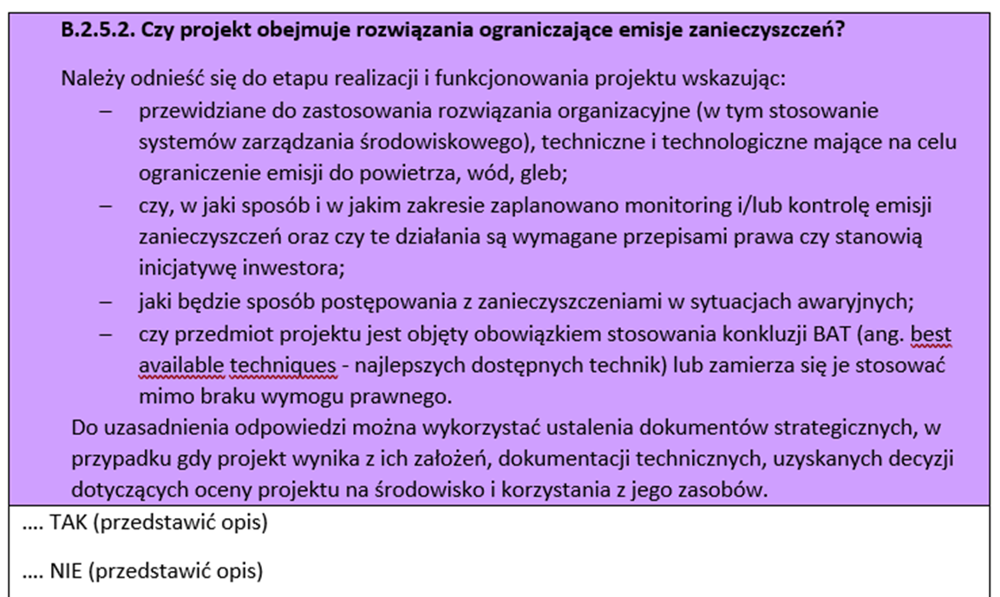 B.2.5.2. Czy projekt obejmuje rozwiązania ograniczające emisje zanieczyszczeń?
Należy odnieść się do etapu realizacji i funkcjonowania projektu wskazując:
– przewidziane do zastosowania rozwiązania organizacyjne (w tym stosowanie
systemów zarządzania środowiskowego), techniczne i technologiczne mające na celu
ograniczenie emisji do powietrza, wód, gleb;
– czy, w jaki sposób i w jakim zakresie zaplanowano monitoring i/lub kontrolę emisji
zanieczyszczeń oraz czy te działania są wymagane przepisami prawa czy stanowią
inicjatywę inwestora;
– jaki będzie sposób postępowania z zanieczyszczeniami w sytuacjach awaryjnych;
– czy przedmiot projektu jest objęty obowiązkiem stosowania konkluzji BAT (ang. best
available techniques - najlepszych dostępnych technik) lub zamierza się je stosować
mimo braku wymogu prawnego.
Do uzasadnienia odpowiedzi można wykorzystać ustalenia dokumentów strategicznych, w
przypadku gdy projekt wynika z ich założeń, dokumentacji technicznych, uzyskanych decyzji
dotyczących oceny projektu na środowisko i korzystania z jego zasobów.
.... TAK (przedstawić opis)
.... NIE (przedstawić opis)